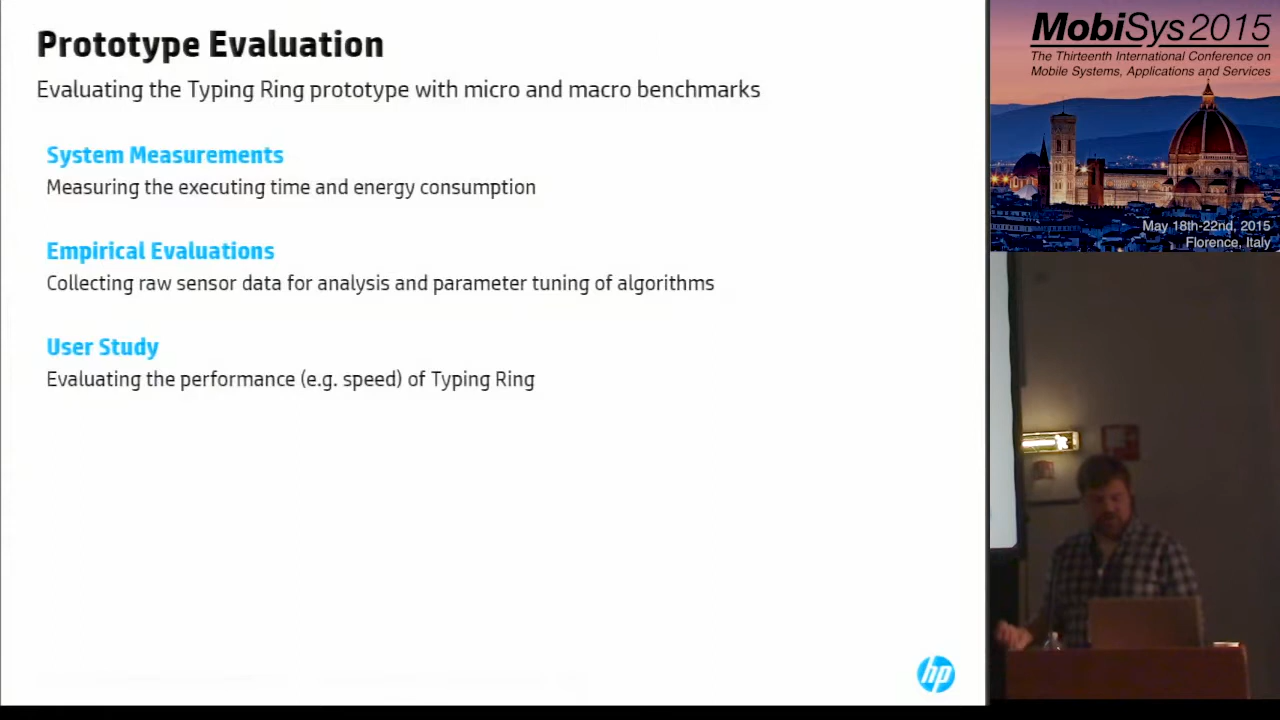 Prototype Evaluation
Evaluating the Typing Ring prototype with micro and macro benchmarks
System Measurements
Measuring the executing time and energy consumption
Empirical Evaluations
Collecting raw sensor data for analysis and parameter tuning of algorithms
User Study
Evaluating the performance (e.g. speed) of Typing Ring
hp
MobiSys 2015
The Thirteenth International Conference on
Mobile Systems, Applications and Services
May 18th-22nd, 2015
Florence, Italy